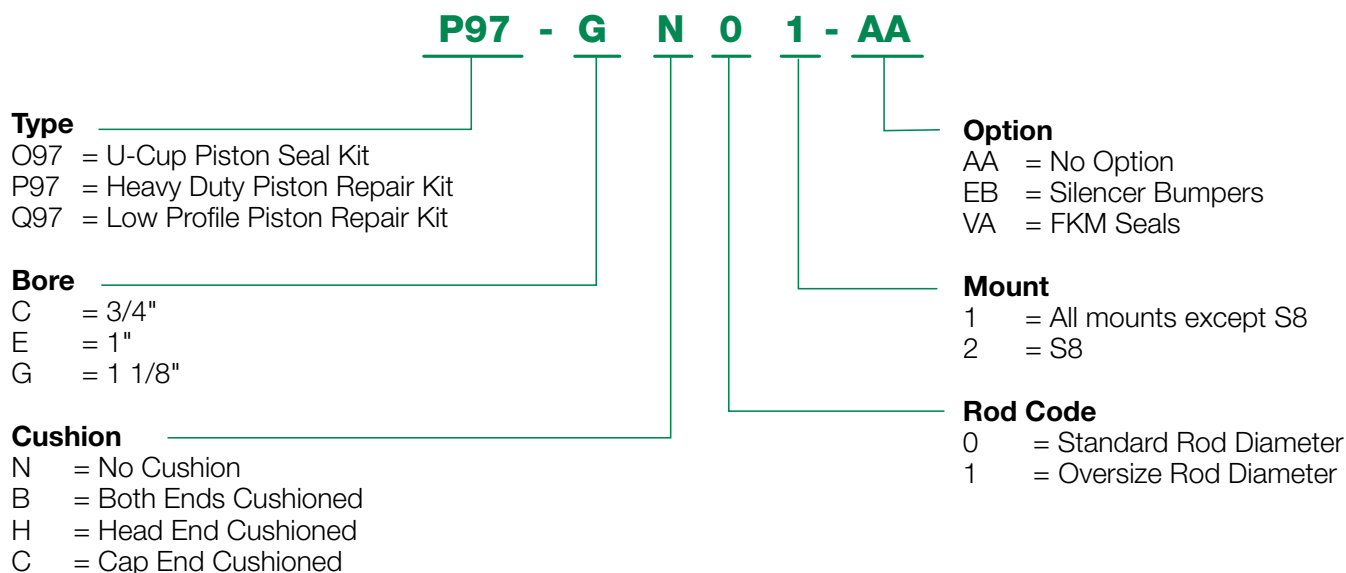 P97 - G N 0 1 - AA
Type
O97 = U-Cup Piston Seal Kit
P97 = Heavy Duty Piston Repair Kit
Q97 = Low Profile Piston Repair Kit
Bore
C = 3/4"
E = 1"
G = 1 1/8"
Cushion
N = No Cushion
B = Both Ends Cushioned
H = Head End Cushioned
C = Cap End Cushioned
Option
AA = No Option
EB = Silencer Bumpers
VA = FKM Seals
Mount
1 = All mounts except S8
2 = S8
Rod Code
0 = Standard Rod Diameter
1 = Oversize Rod Diameter